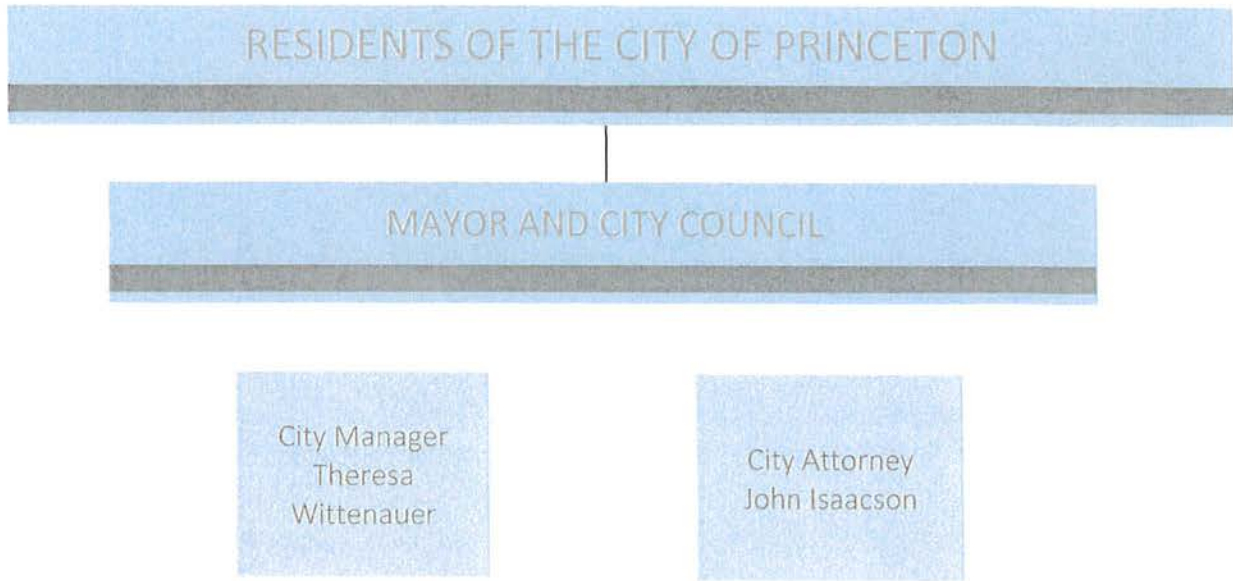 RESIDENTS OF THE CITY OF PRINCETON
MAYOR AND CITY COUNCIL
City Manager
Theresa
Wittenauer
City Attorney
John Isaacson